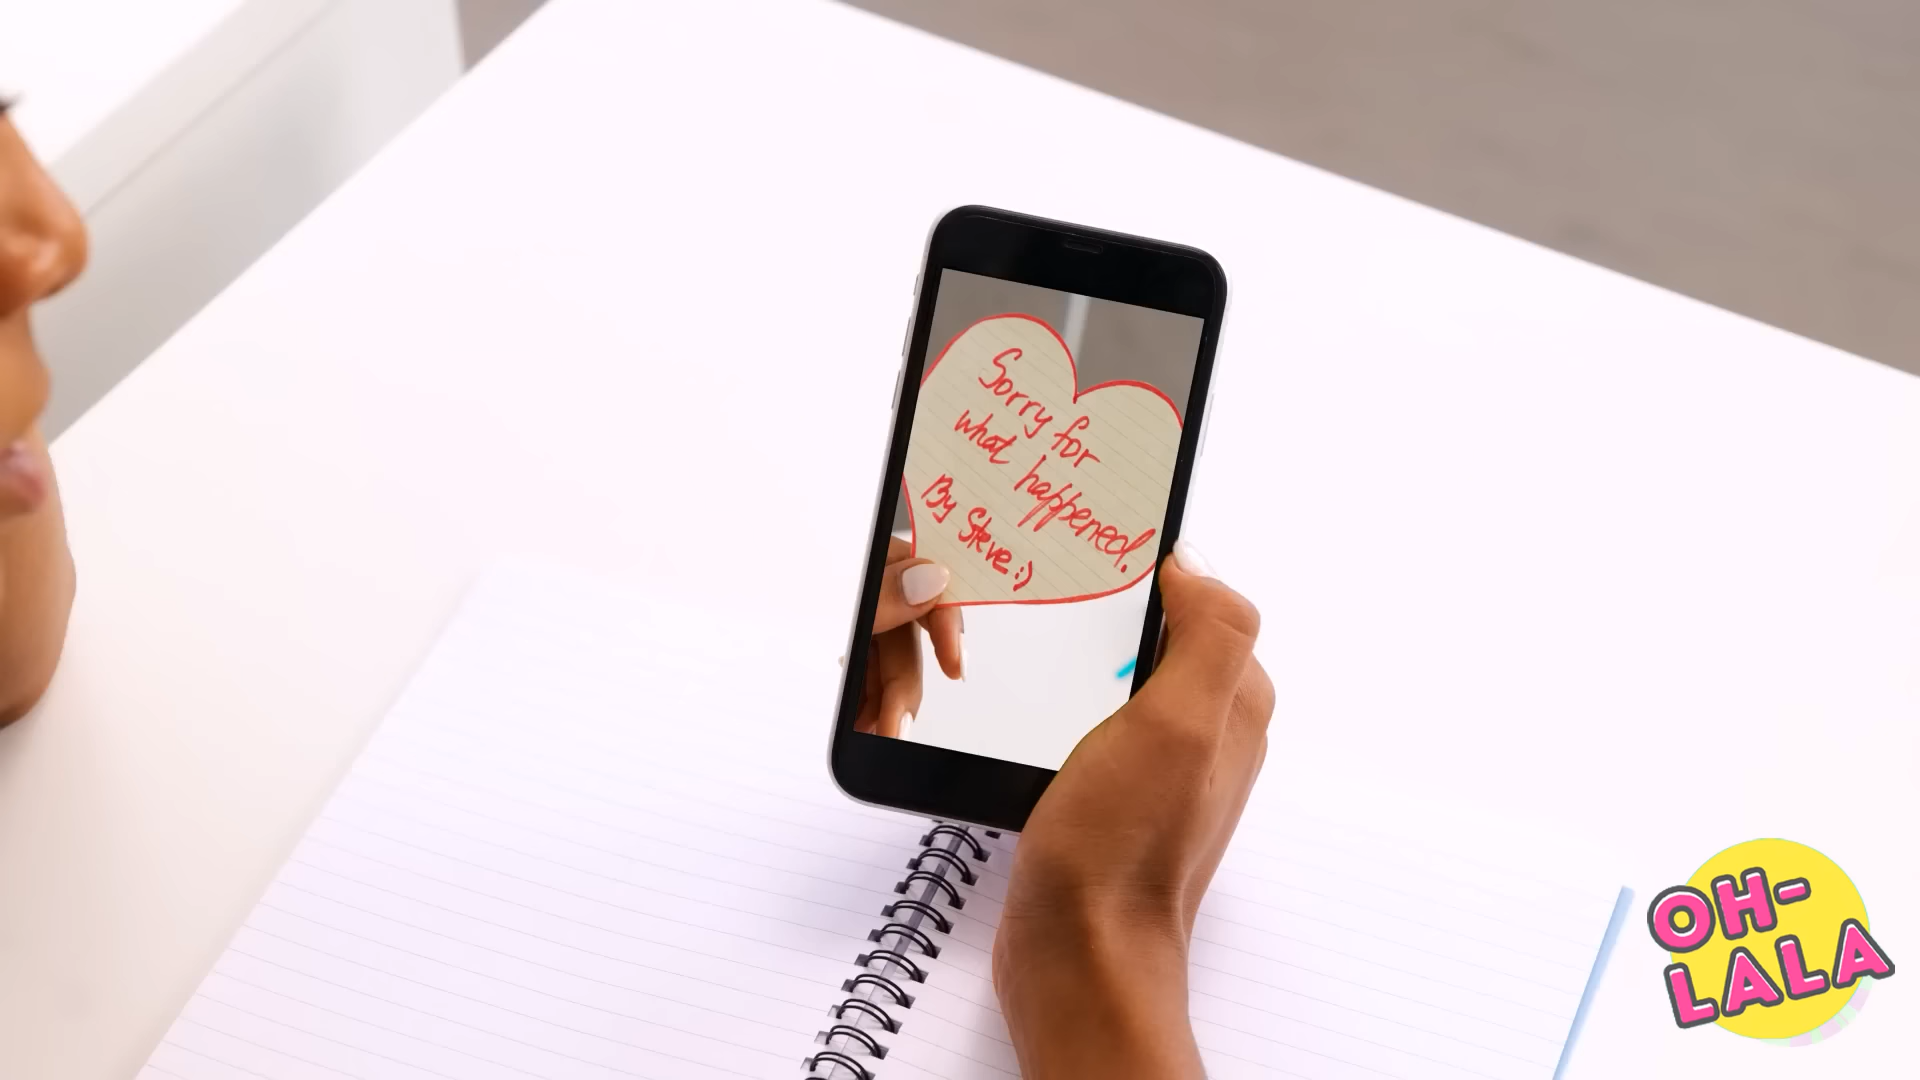 Sorry for
what happened.
By Steve :)
OH-
LALA